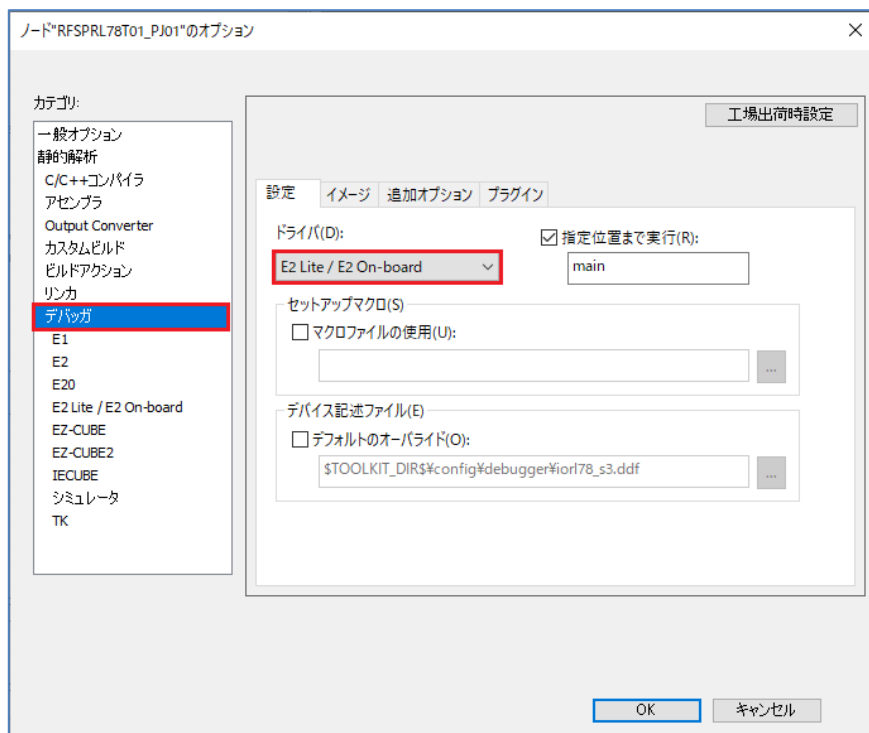 ノード"RFSPRL78T01_PJ01"のオプション
カテゴリ:
一般オプション
静的解析
C/C++コンパイラ
アセンブラ
Output Converter
カスタムビルド
ビルドアクション
リンカ
デバッガ
E1
E2
E20
E2 Lite / E2 On-board
EZ-CUBE
EZ-CUBE2
IECUBE
シミュレータ
TK
工場出荷時設定
設定 イメージ 追加オプション プラグイン
ドライバ(D):
E2 Lite / E2 On-board
指定位置まで実行(R):
main
セットアップマクロ(S)
マクロファイルの使用(U):
...
デバイス記述ファイル(E)
デフォルトのオーバライド(O):
$TOOLKIT_DIR$¥config¥debugger¥iorl78_s3.ddf
...
OK キャンセル